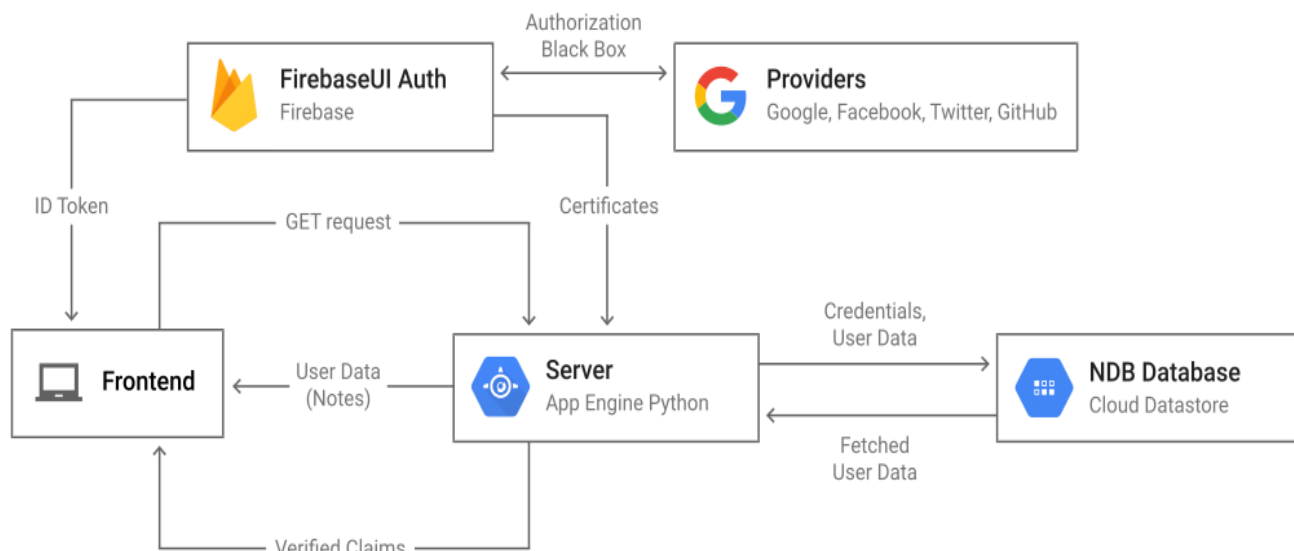 Authorization
Black Box
FirebaseUI Auth
Firebase
Providers
Google, Facebook, Twitter, GitHub
ID Token
GET request
Certificates
Frontend
User Data
(Notes)
Server
App Engine Python
Credentials,
User Data
NDB Database
Cloud Datastore
Fetched
User Data
Verified Claims